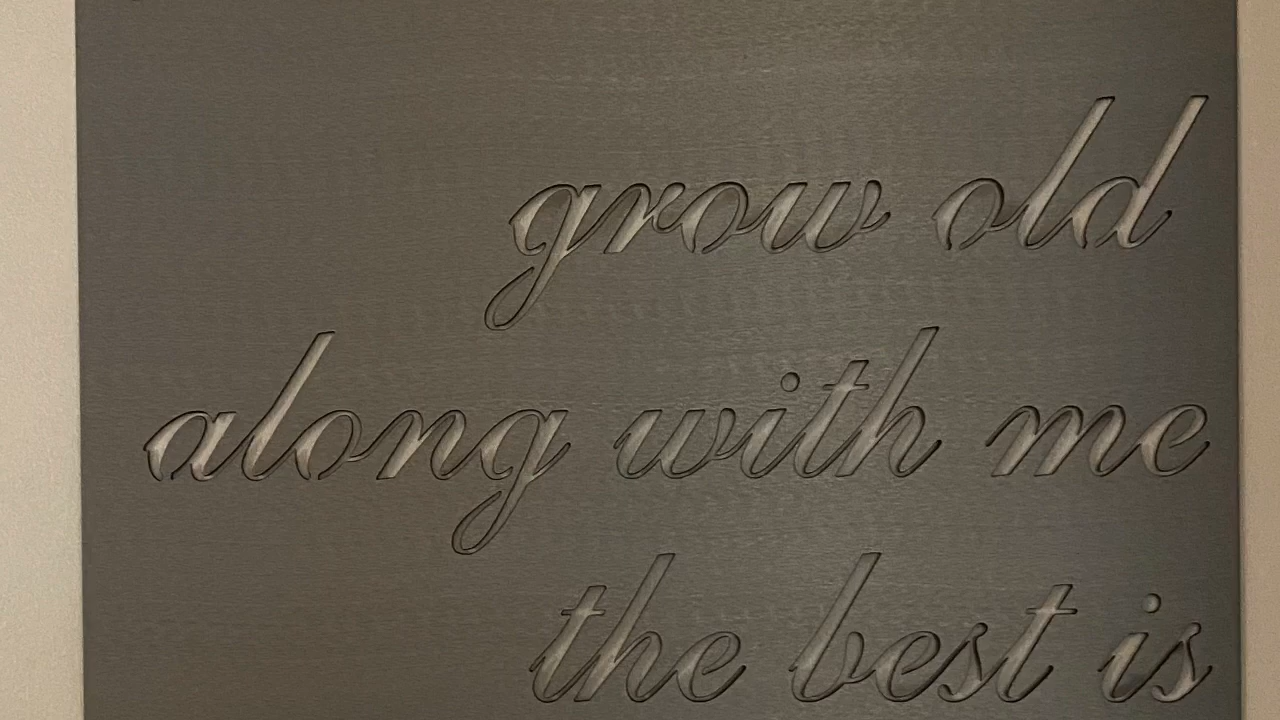 grow old
along with me
the best is